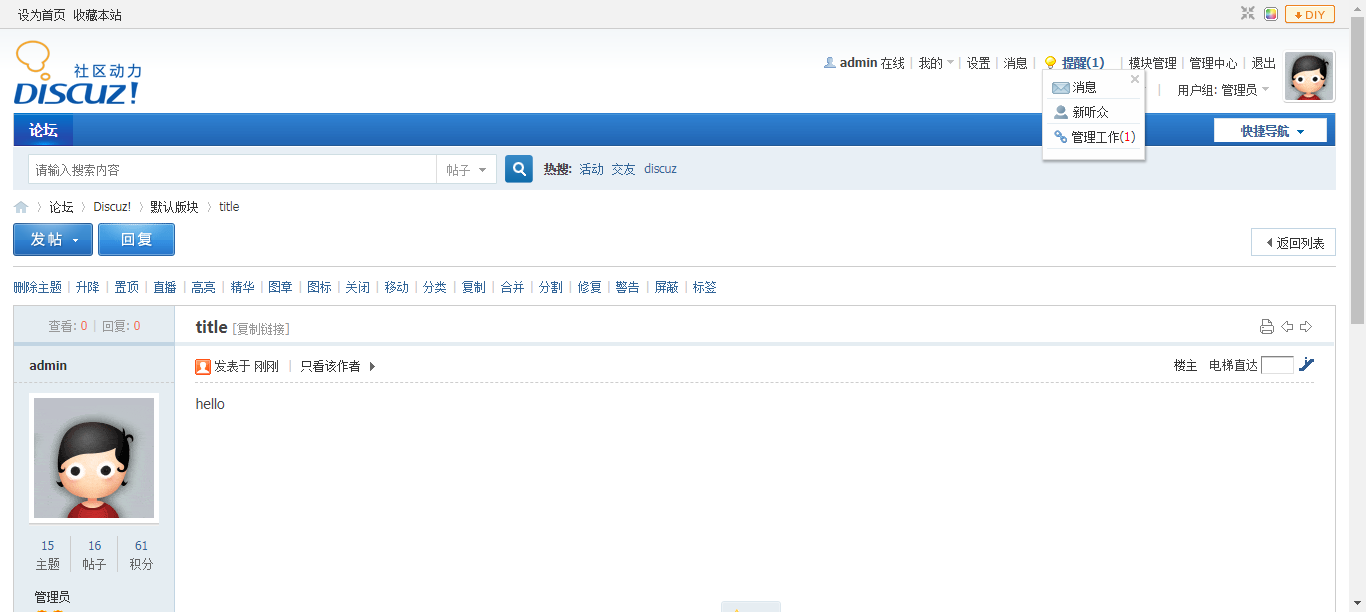 设为首页 收藏本站
DIY
社区动力
DISCUZ!
admin 在线 | 我的 | 设置 | 消息 | 提醒(1) | 模块管理 | 管理中心 | 退出
| 用户组: 管理员
消息
新听众
管理工作(1)
论坛
快捷导航
请输入搜索内容
帖子
热搜: 活动 交友 discuz
论坛 〉 Discuz! 〉 默认版块 〉 title
发帖
回复
返回列表
删除主题 | 升降 | 置顶 | 直播 | 高亮 | 精华 | 图章 | 图标 | 关闭 | 移动 | 分类 | 复制 | 合并 | 分割 | 修复 | 警告 | 屏蔽 | 标签
查看: 0 | 回复: 0
title [复制链接]
admin
发表于 刚刚 | 只看该作者
楼主 电梯直达
hello
15 16 61
主题 帖子 积分
管理员